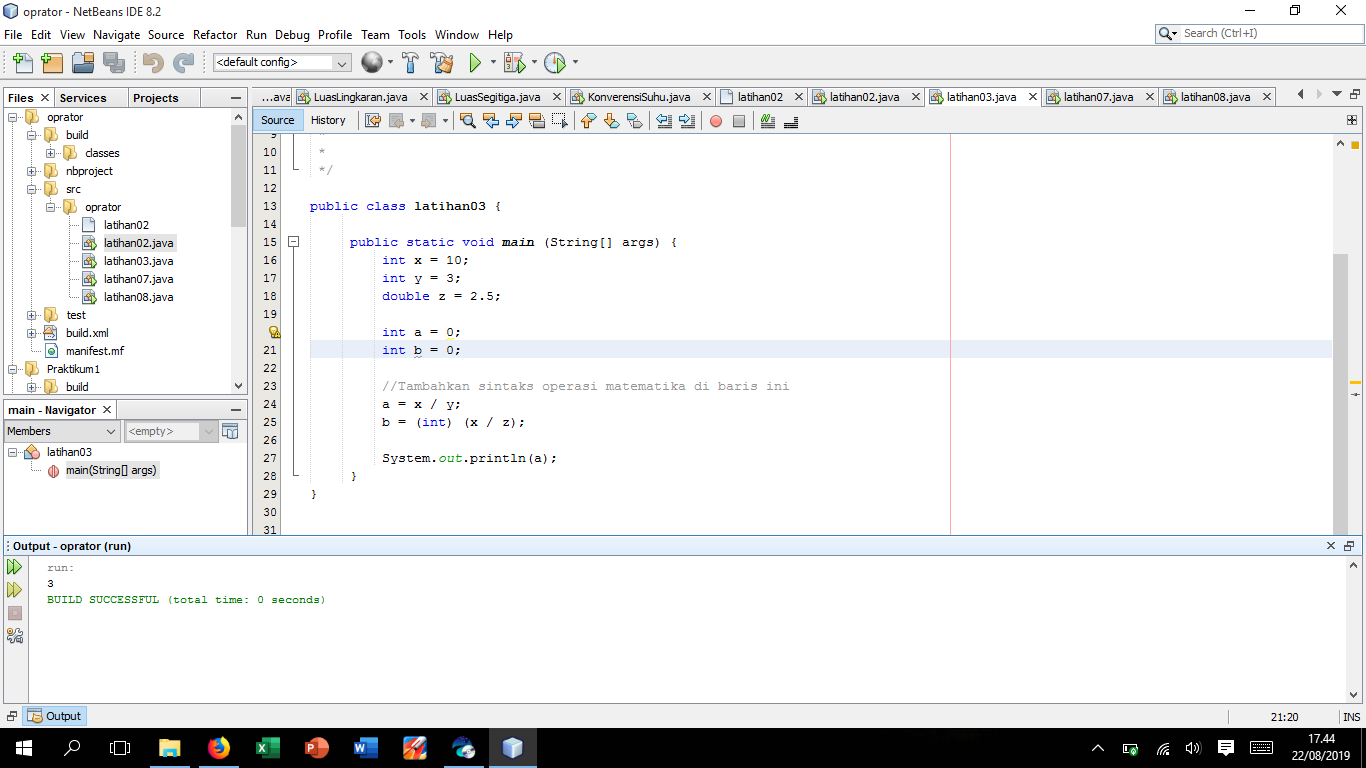 oprator - NetBeans IDE 8.2
File Edit View Navigate Source Refactor Run Debug Profile Team Tools Window Help
Search (Ctrl+I)
<default config>
Files Services Projects
oprator
build
classes
nbproject
src
oprator
latihan02
latihan02.java
latihan03.java
latihan07.java
latihan08.java
test
build.xml
manifest.mf
Praktikum1
build
main - Navigator
Members <empty>
latihan03
main(String[] args)
...ava LuasLingkaran.java LuasSegitiga.java KonverensiSuhu.java latihan02 latihan02.java latihan03.java latihan07.java latihan08.java
Source History
9 *
10 *
11 */
12
13 public class latihan03 {
14
15 public static void main (String[] args) {
16 int x = 10;
17 int y = 3;
18 double z = 2.5;
19
int a = 0;
21 int b = 0;
22
23 //Tambahkan sintaks operasi matematika di baris ini
24 a = x / y;
25 b = (int) (x / z);
26
27 System.out.println(a);
28 }
29 }
30
31
Output - oprator (run)
run:
3
BUILD SUCCESSFUL (total time: 0 seconds)
Output
21:20 INS
17.44
22/08/2019